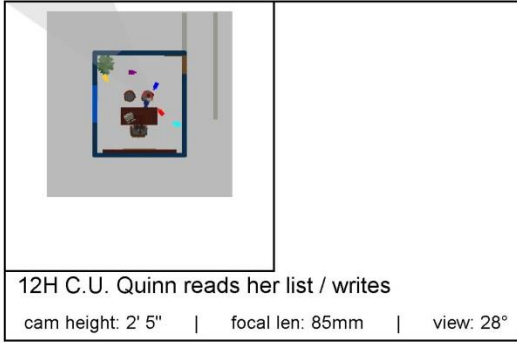 12H C.U. Quinn reads her list / writes
cam height: 2' 5" | focal len: 85mm | view: 28°